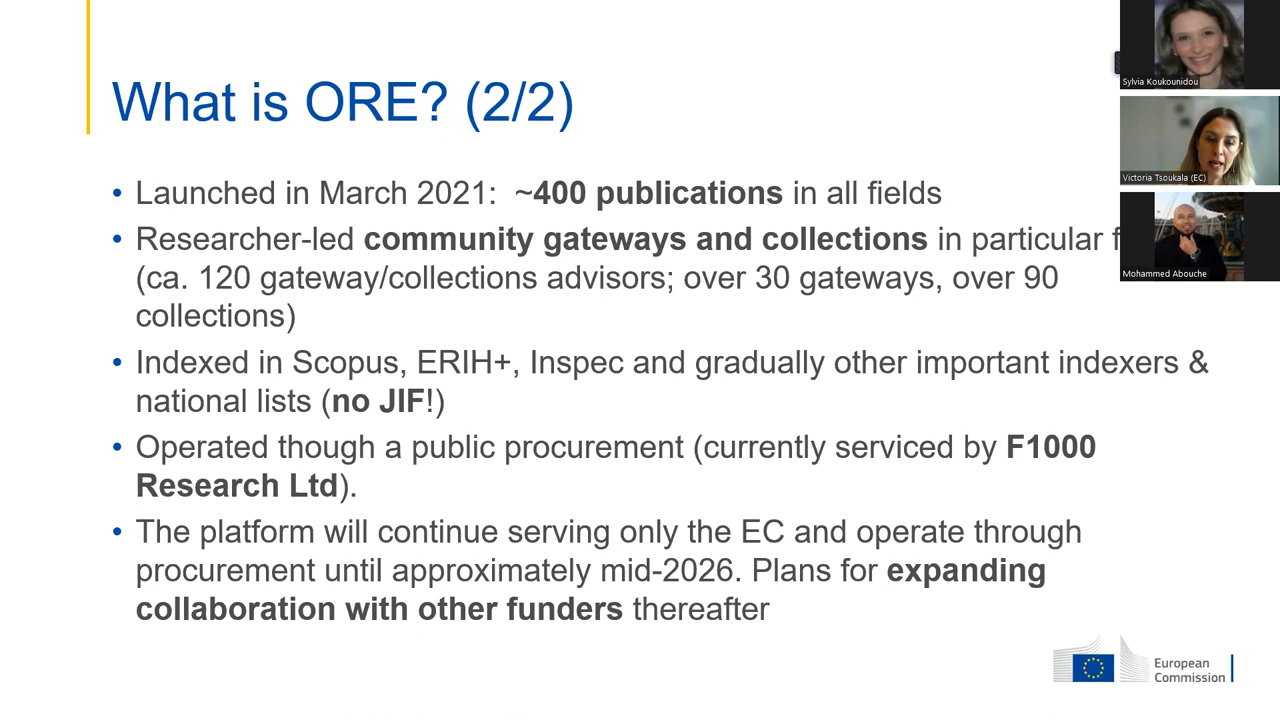 What is ORE? (2/2)
• Launched in March 2021: ~400 publications in all fields
• Researcher-led community gateways and collections in particular
(ca. 120 gateway/collections advisors; over 30 gateways, over 90
collections)
• Indexed in Scopus, ERIH+, Inspec and gradually other important indexers &
national lists (no JIF!)
• Operated though a public procurement (currently serviced by F1000
Research Ltd).
• The platform will continue serving only the EC and operate through
procurement until approximately mid-2026. Plans for expanding
collaboration with other funders thereafter
Sylvia Koukounidou
Victoria Tsoukala (EC)
Mohammed Abouche
European
Commission